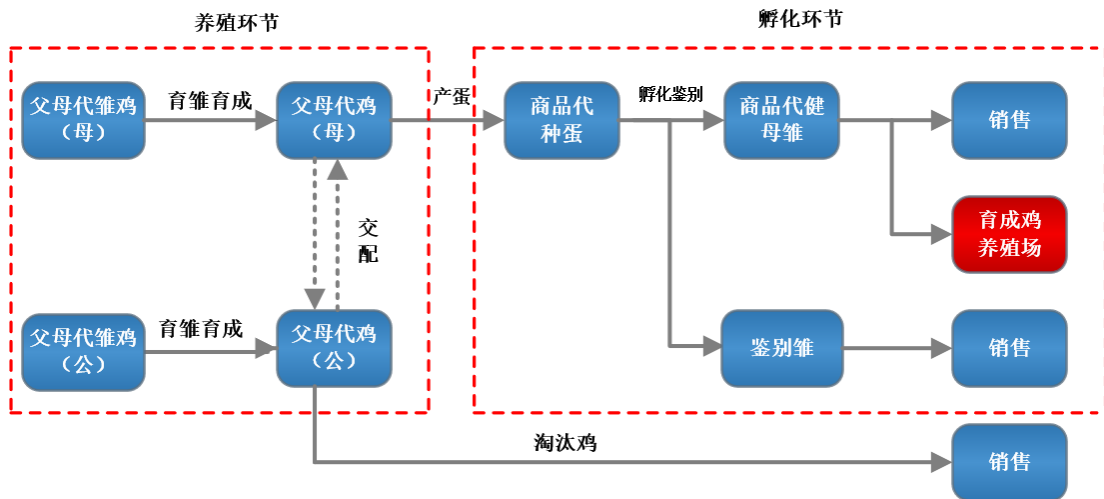 养殖环节
孵化环节
父母代雏鸡
（母）
育雏育成
父母代鸡
（母）
产蛋
商品代
种蛋
孵化鉴别
商品代健
母雏
销售
交
配
育成鸡
养殖场
父母代雏鸡
（公）
育雏育成
父母代鸡
（公）
鉴别雏
销售
淘汰鸡
销售